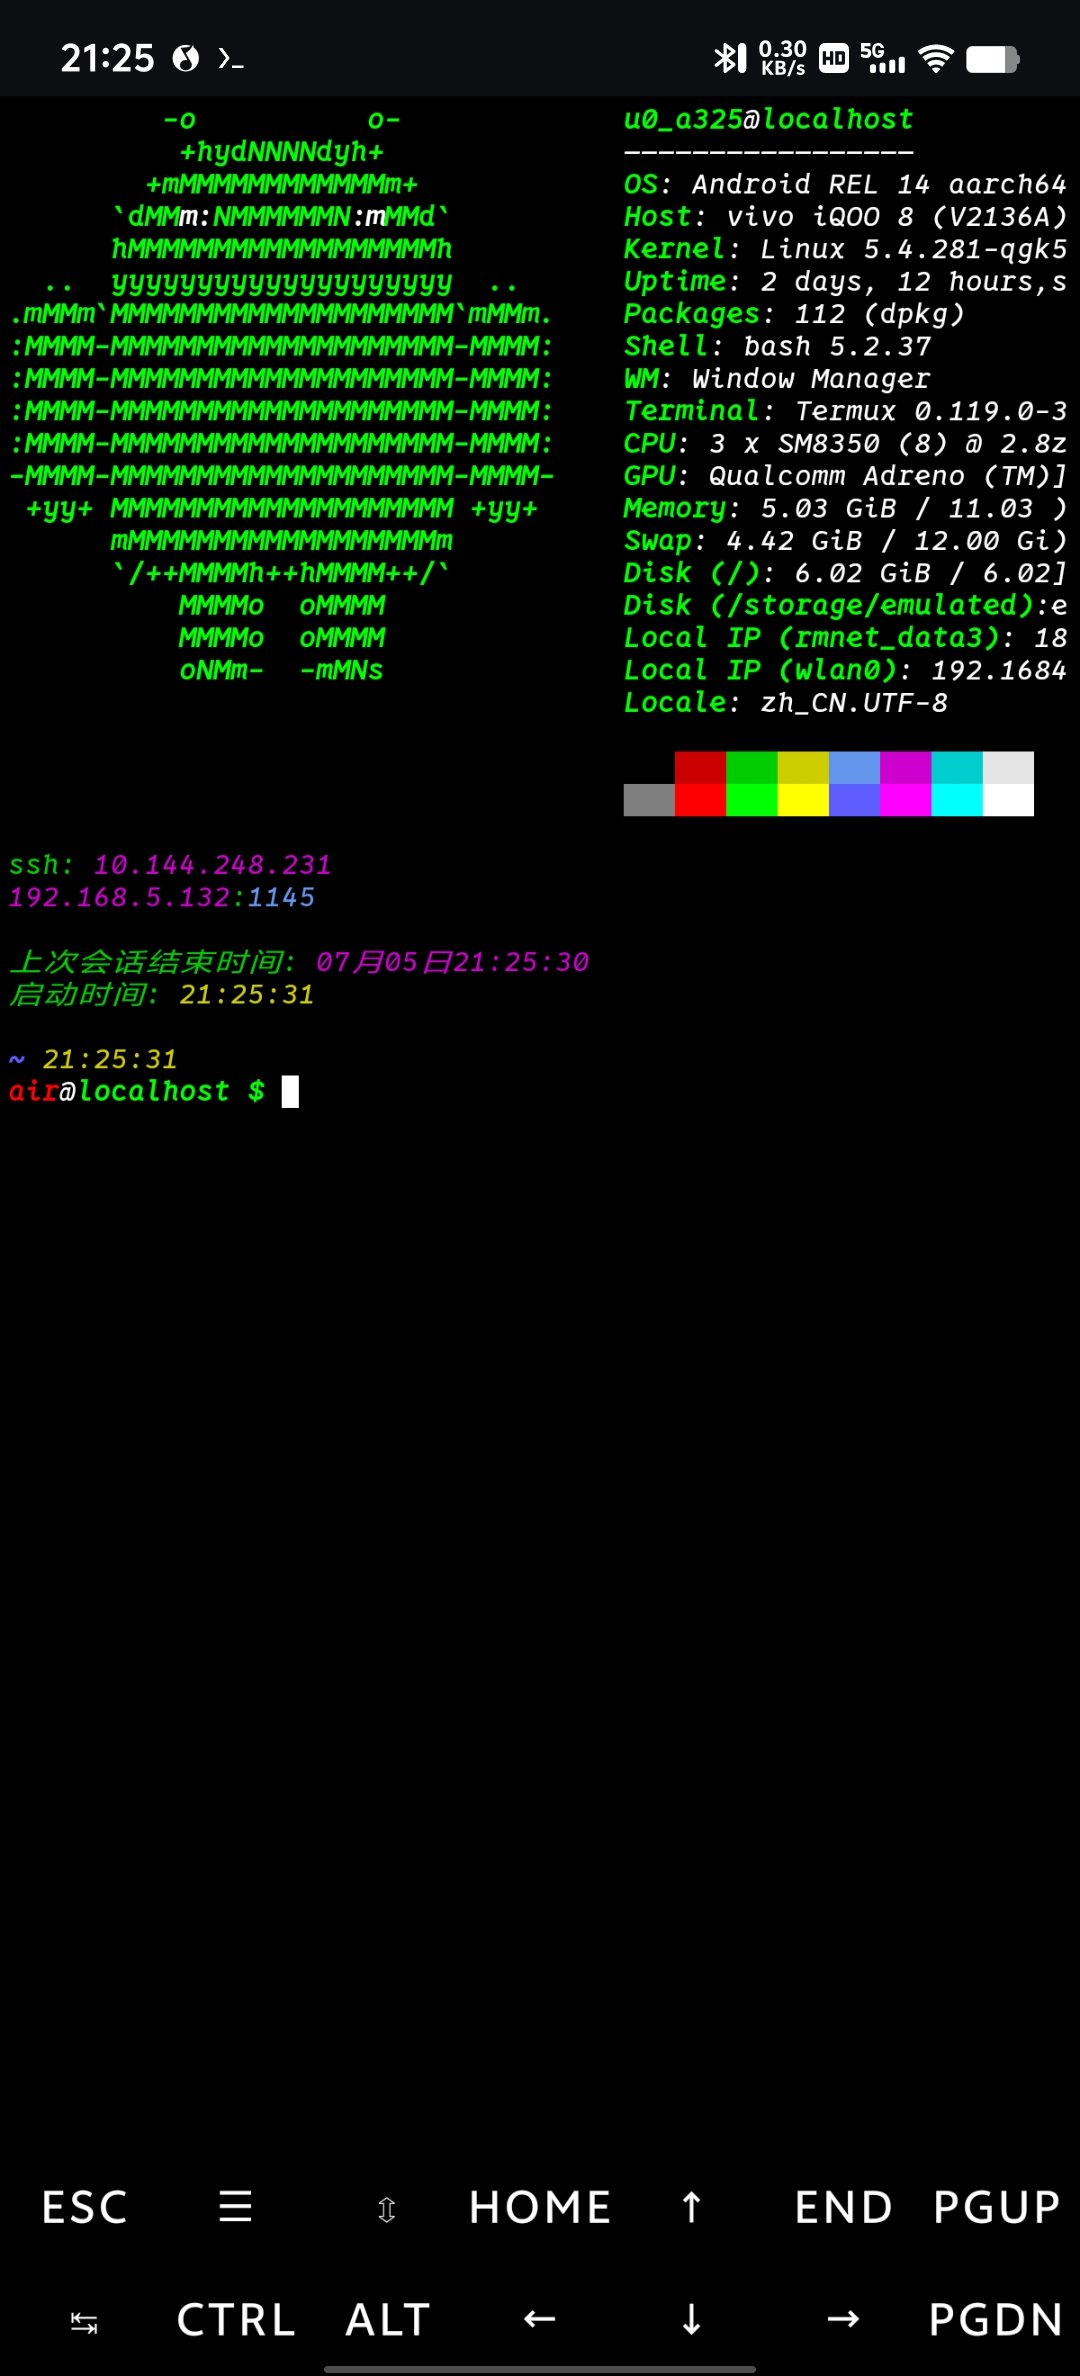 21:25
0.30 KB/s HD 5G
-o o-
+hydNNNNdyh+
+mMMMMMMMMMMMMm+
`dMMm:NMMMMMMN:mMMd`
hMMMMMMMMMMMMMMMMMMh
.. yyyyyyyyyyyyyyyyyyyy ..
.mMMm`MMMMMMMMMMMMMMMMMMMM`mMMm.
:MMMM-MMMMMMMMMMMMMMMMMMMM-MMMM:
:MMMM-MMMMMMMMMMMMMMMMMMMM-MMMM:
:MMMM-MMMMMMMMMMMMMMMMMMMM-MMMM:
:MMMM-MMMMMMMMMMMMMMMMMMMM-MMMM:
-MMMM-MMMMMMMMMMMMMMMMMMMM-MMMM-
+yy+ MMMMMMMMMMMMMMMMMMMM +yy+
mMMMMMMMMMMMMMMMMMMm
`/++MMMMh++hMMMM++/`
MMMMo oMMMM
MMMMo oMMMM
oNMm- -mMNs
u0_a325@localhost
-----------------
OS: Android REL 14 aarch64
Host: vivo iQOO 8 (V2136A)
Kernel: Linux 5.4.281-qgk5
Uptime: 2 days, 12 hours,s
Packages: 112 (dpkg)
Shell: bash 5.2.37
WM: Window Manager
Terminal: Termux 0.119.0-3
CPU: 3 x SM8350 (8) @ 2.8z
GPU: Qualcomm Adreno (TM)]
Memory: 5.03 GiB / 11.03 )
Swap: 4.42 GiB / 12.00 Gi)
Disk (/): 6.02 GiB / 6.02]
Disk (/storage/emulated):e
Local IP (rmnet_data3): 18
Local IP (wlan0): 192.1684
Locale: zh_CN.UTF-8
ssh: 10.144.248.231
192.168.5.132:1145
上次会话结束时间: 07月05日21:25:30
启动时间: 21:25:31
~ 21:25:31
air@localhost $
ESC ☰ ⇳ HOME ↑ END PGUP
↹ CTRL ALT ← ↓ → PGDN